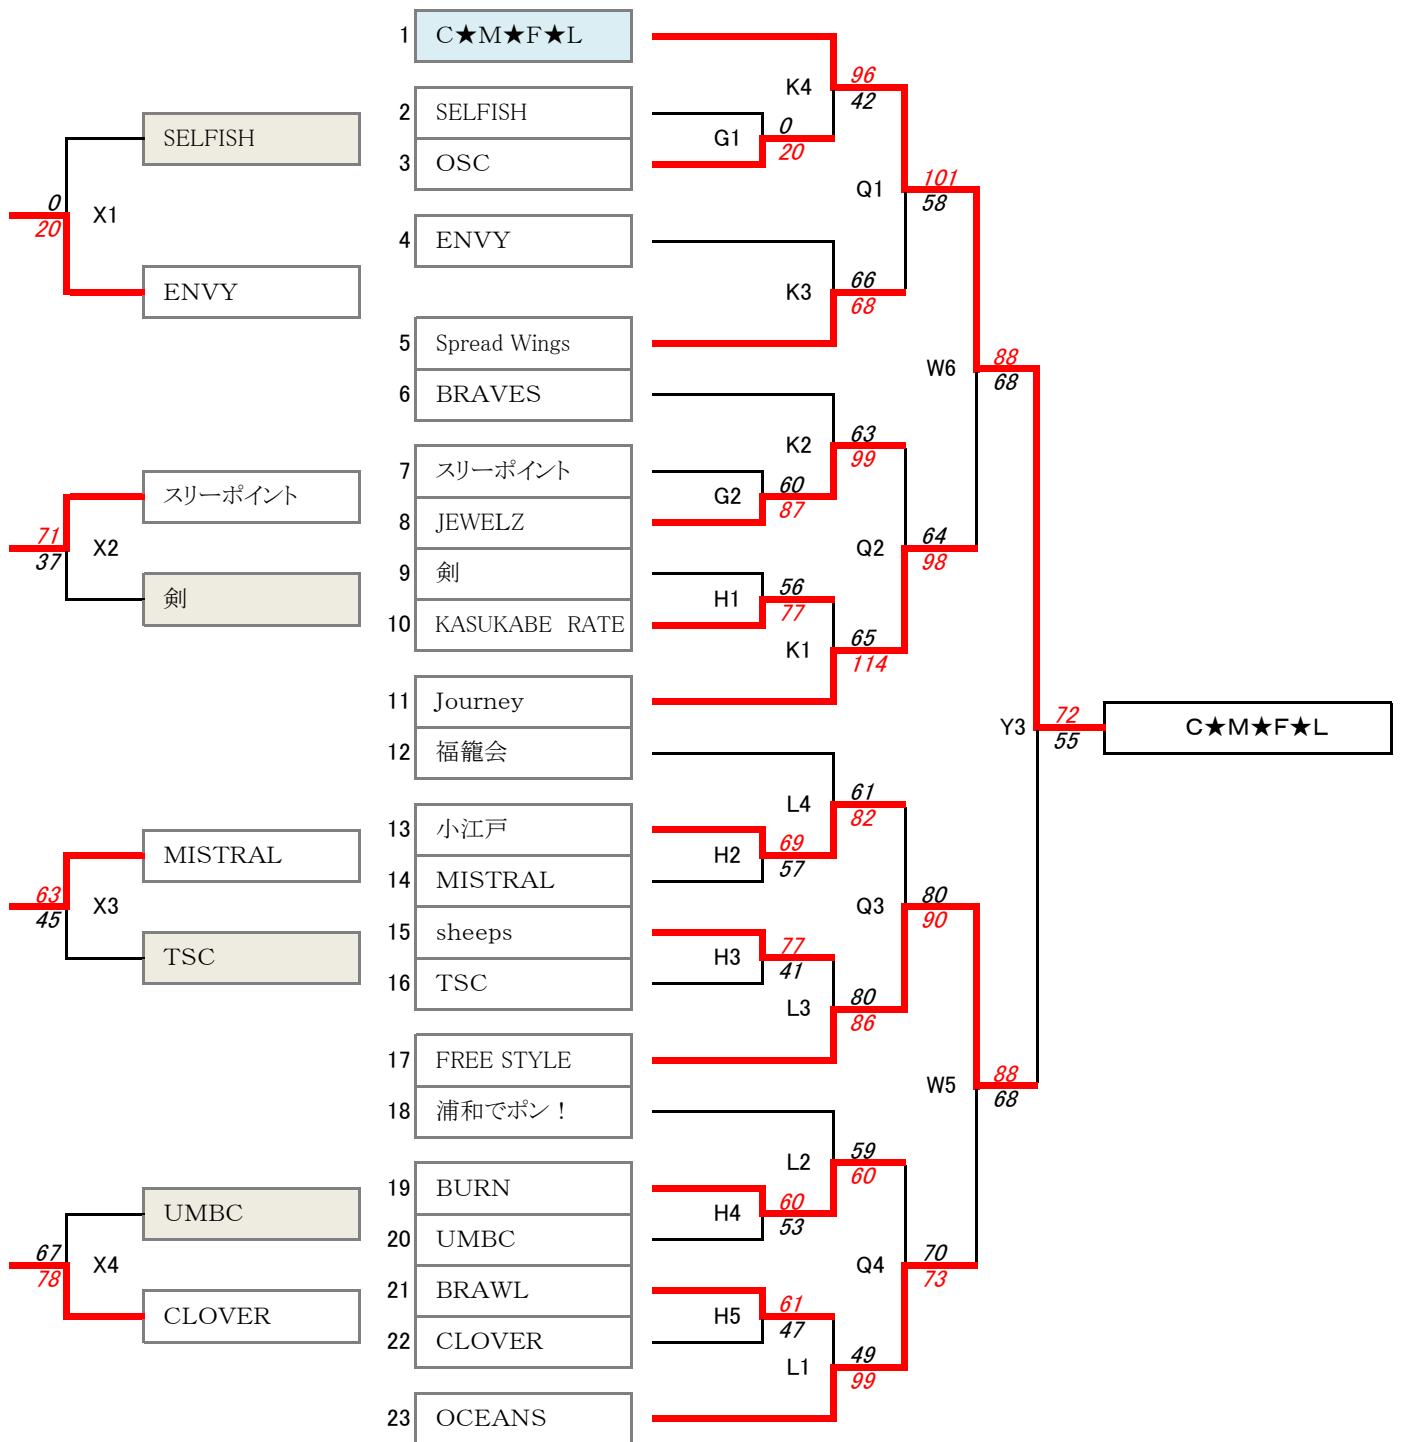 1 C★M★F★L
96
K4
42
2 SELFISH
SELFISH
0
G1
20
3 OSC
101
Q1
58
0
X1
20
4 ENVY
ENVY
66
K3
68
5 Spread Wings
88
W6
68
6 BRAVES
63
K2
99
7 スリーポイント
スリーポイント
60
G2
87
8 JEWELZ
71
X2
37
64
Q2
98
9 剣
剣
56
H1
77
10 KASUKABE RATE
65
K1
114
11 Journey
72
Y3
55
C★M★F★L
12 福籠会
61
L4
82
13 小江戸
MISTRAL
69
H2
57
14 MISTRAL
63
X3
45
80
Q3
90
15 sheeps
TSC
77
H3
41
16 TSC
80
L3
86
17 FREE STYLE
88
W5
68
18 浦和でポン！
59
L2
60
19 BURN
UMBC
60
H4
53
20 UMBC
67
X4
78
70
Q4
73
21 BRAWL
CLOVER
61
H5
47
22 CLOVER
49
L1
99
23 OCEANS